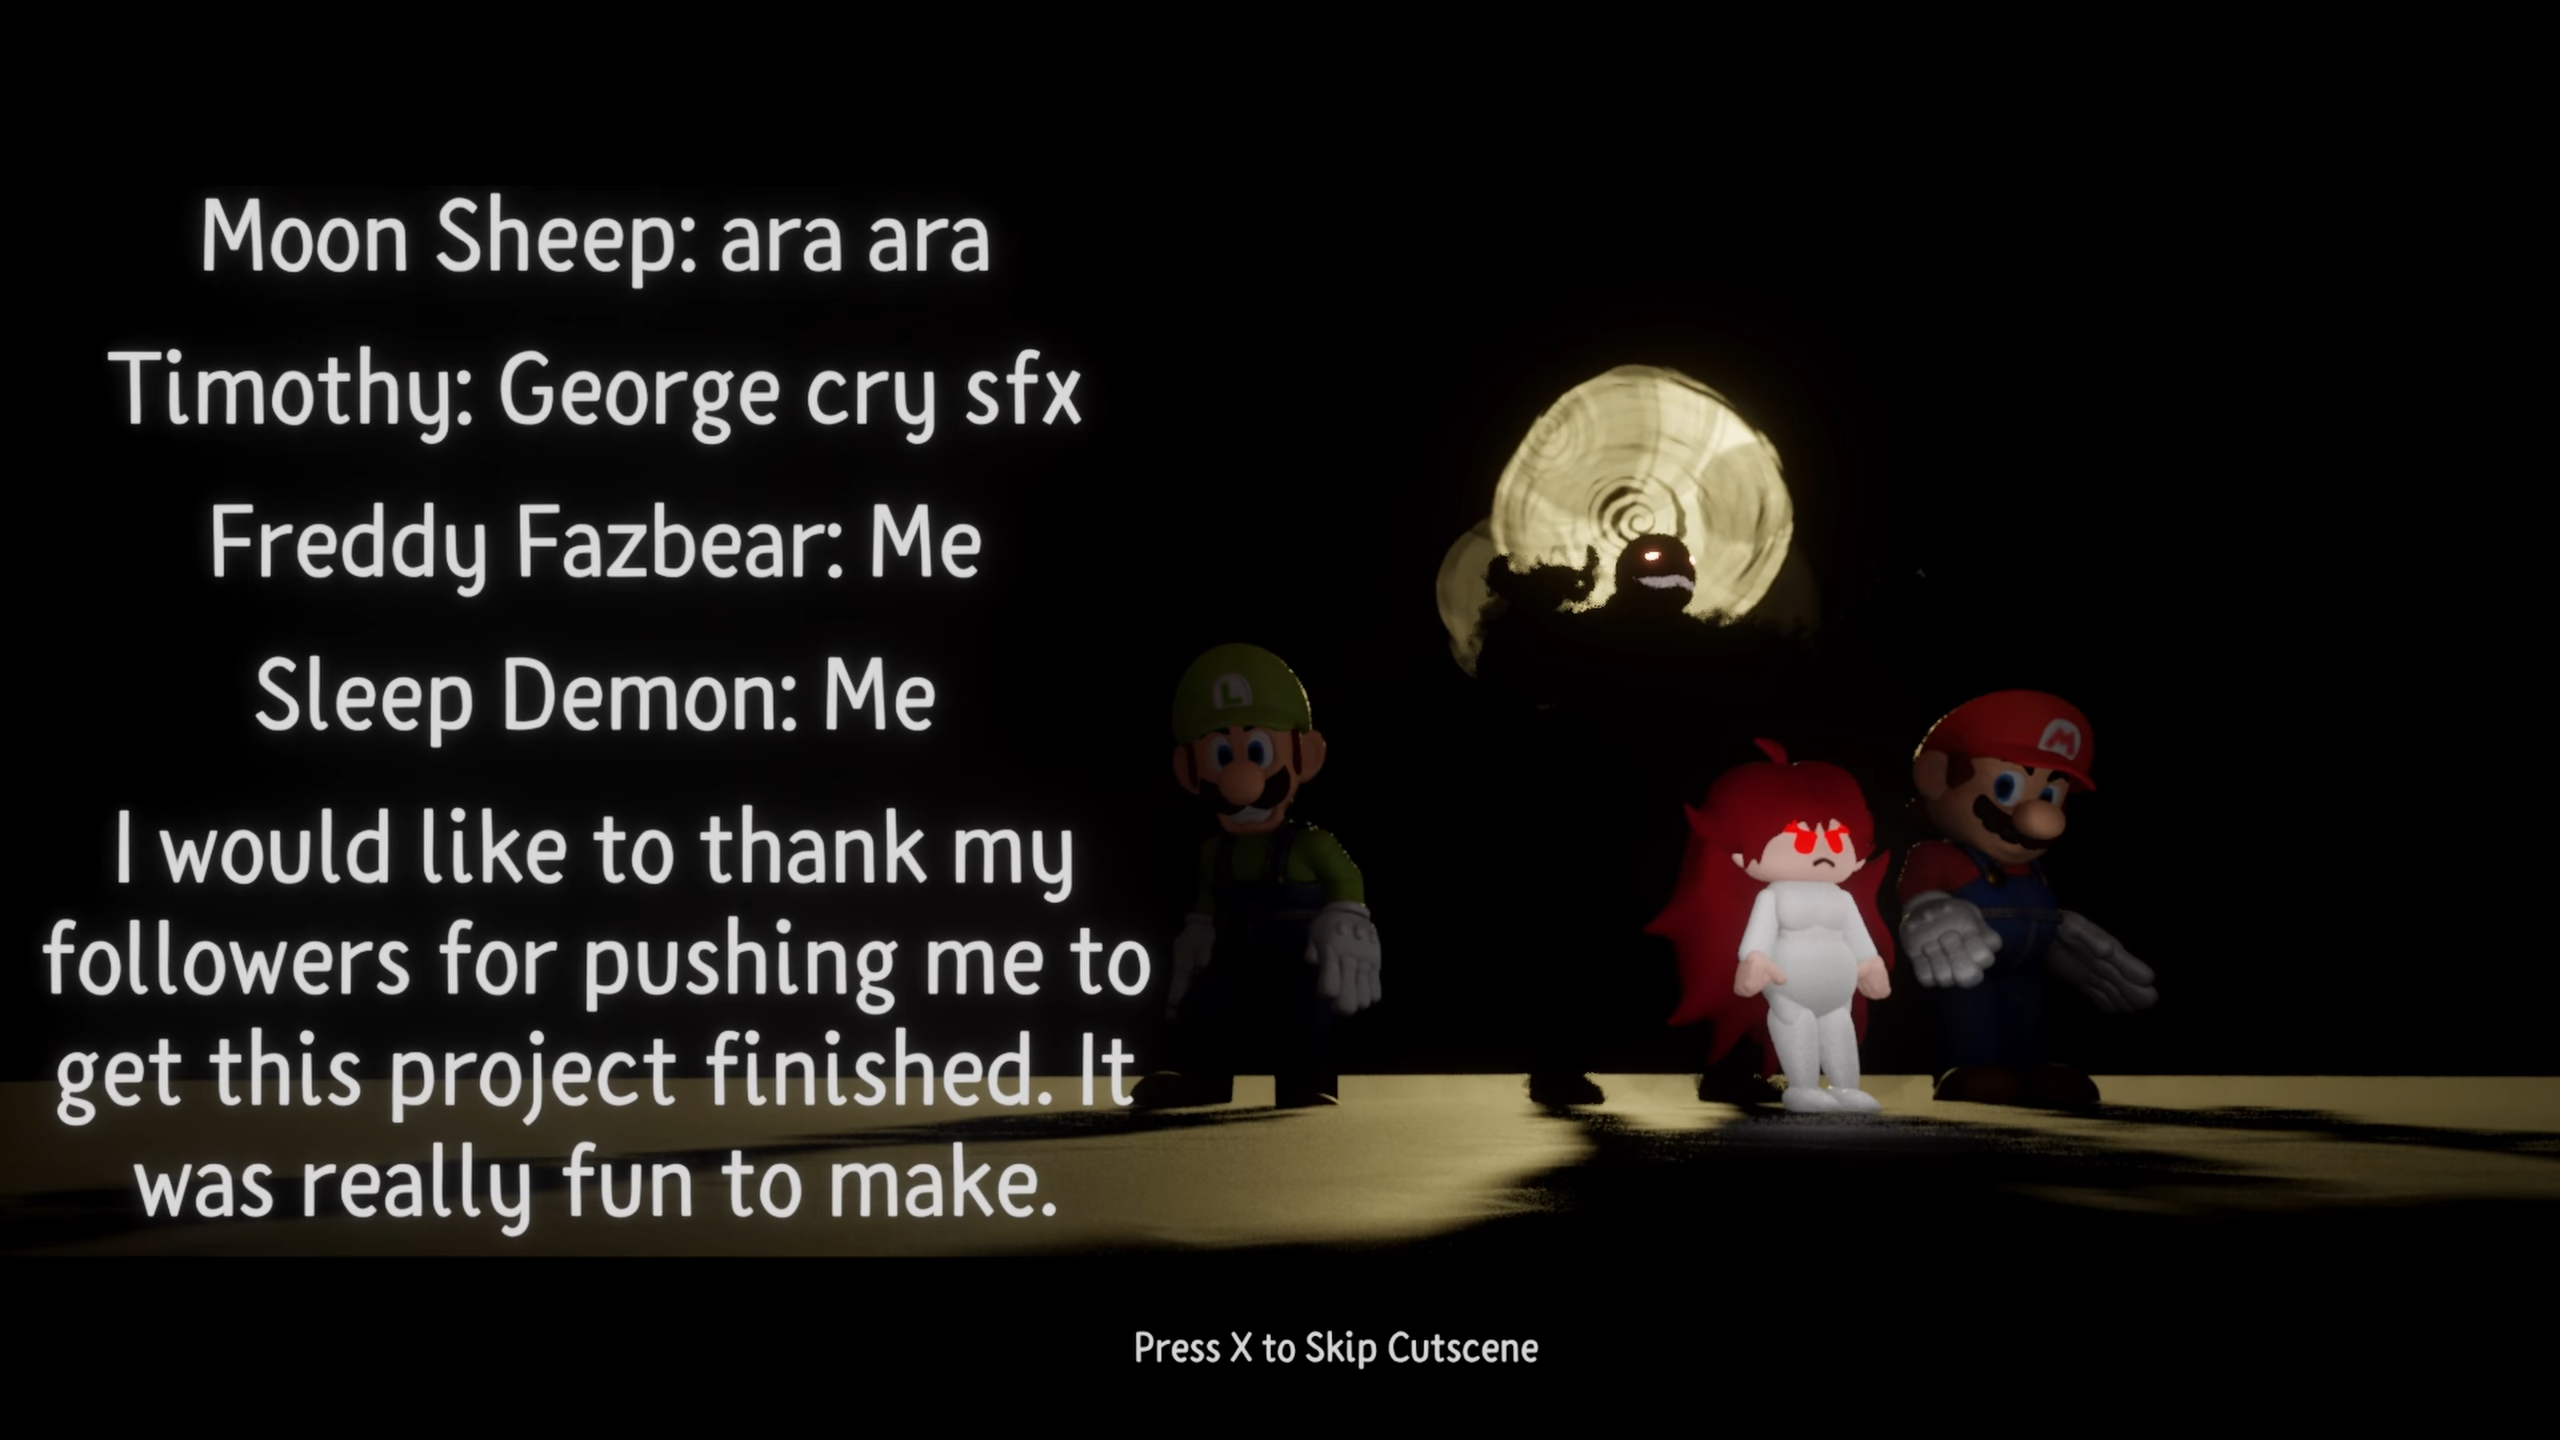 Moon Sheep: ara ara
Timothy: George cry sfx
Freddy Fazbear: Me
Sleep Demon: Me
I would like to thank my
followers for pushing me to
get this project finished. It
was really fun to make.
L
M
Press X to Skip Cutscene